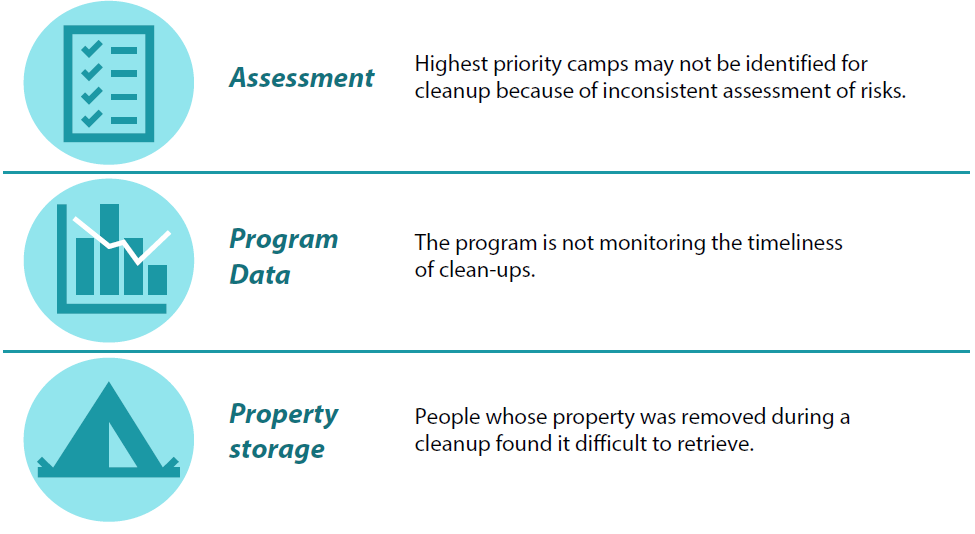 Assessment
Highest priority camps may not be identified for
cleanup because of inconsistent assessment of risks.
Program
Data
The program is not monitoring the timeliness
of clean-ups.
Property
storage
People whose property was removed during a
cleanup found it difficult to retrieve.